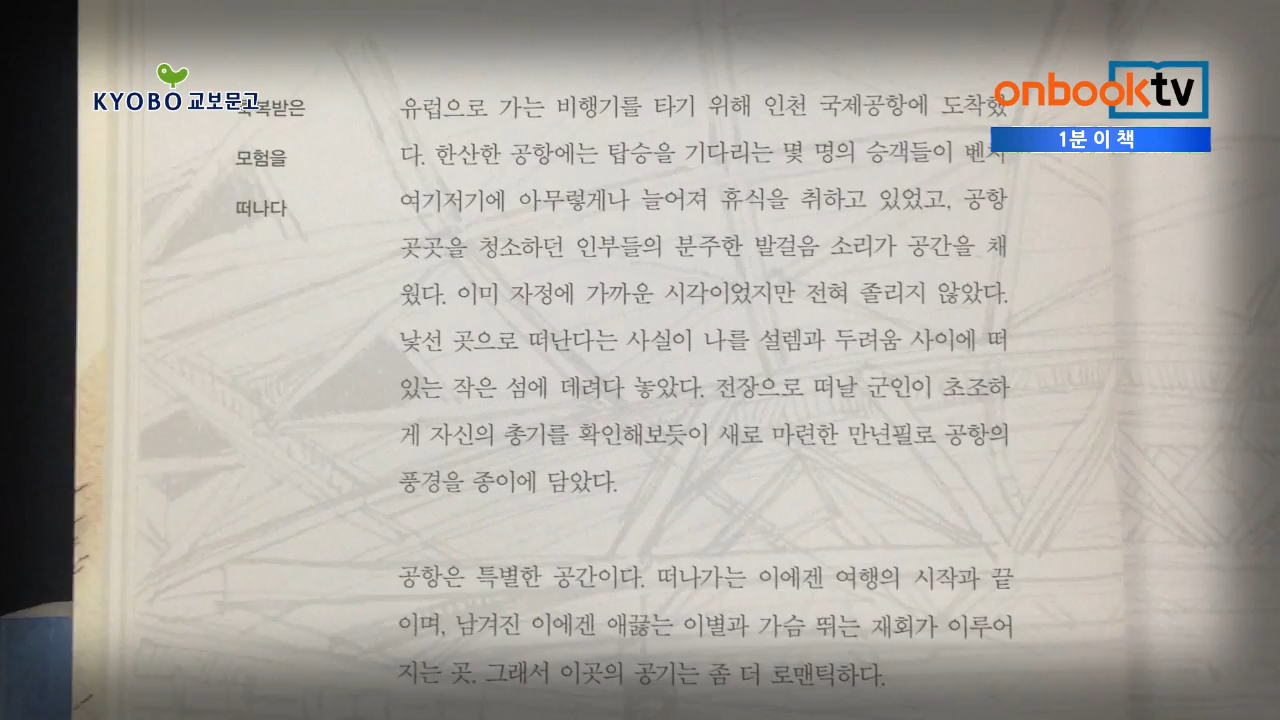 KYOBO 교보문고
onbooktv
1분 이 책
축복받은
모험을
떠나다
유럽으로 가는 비행기를 타기 위해 인천 국제공항에 도착했
다. 한산한 공항에는 탑승을 기다리는 몇 명의 승객들이 벤치
여기저기에 아무렇게나 늘어져 휴식을 취하고 있었고, 공항
곳곳을 청소하던 인부들의 분주한 발걸음 소리가 공간을 채
웠다. 이미 자정에 가까운 시각이었지만 전혀 졸리지 않았다.
낯선 곳으로 떠난다는 사실이 나를 설렘과 두려움 사이에 떠
있는 작은 섬에 데려다 놓았다. 전장으로 떠날 군인이 초조하
게 자신의 총기를 확인해보듯이 새로 마련한 만년필로 공항의
풍경을 종이에 담았다.
공항은 특별한 공간이다. 떠나가는 이에겐 여행의 시작과 끝
이며, 남겨진 이에겐 애끓는 이별과 가슴 뛰는 재회가 이루어
지는 곳. 그래서 이곳의 공기는 좀 더 로맨틱하다.